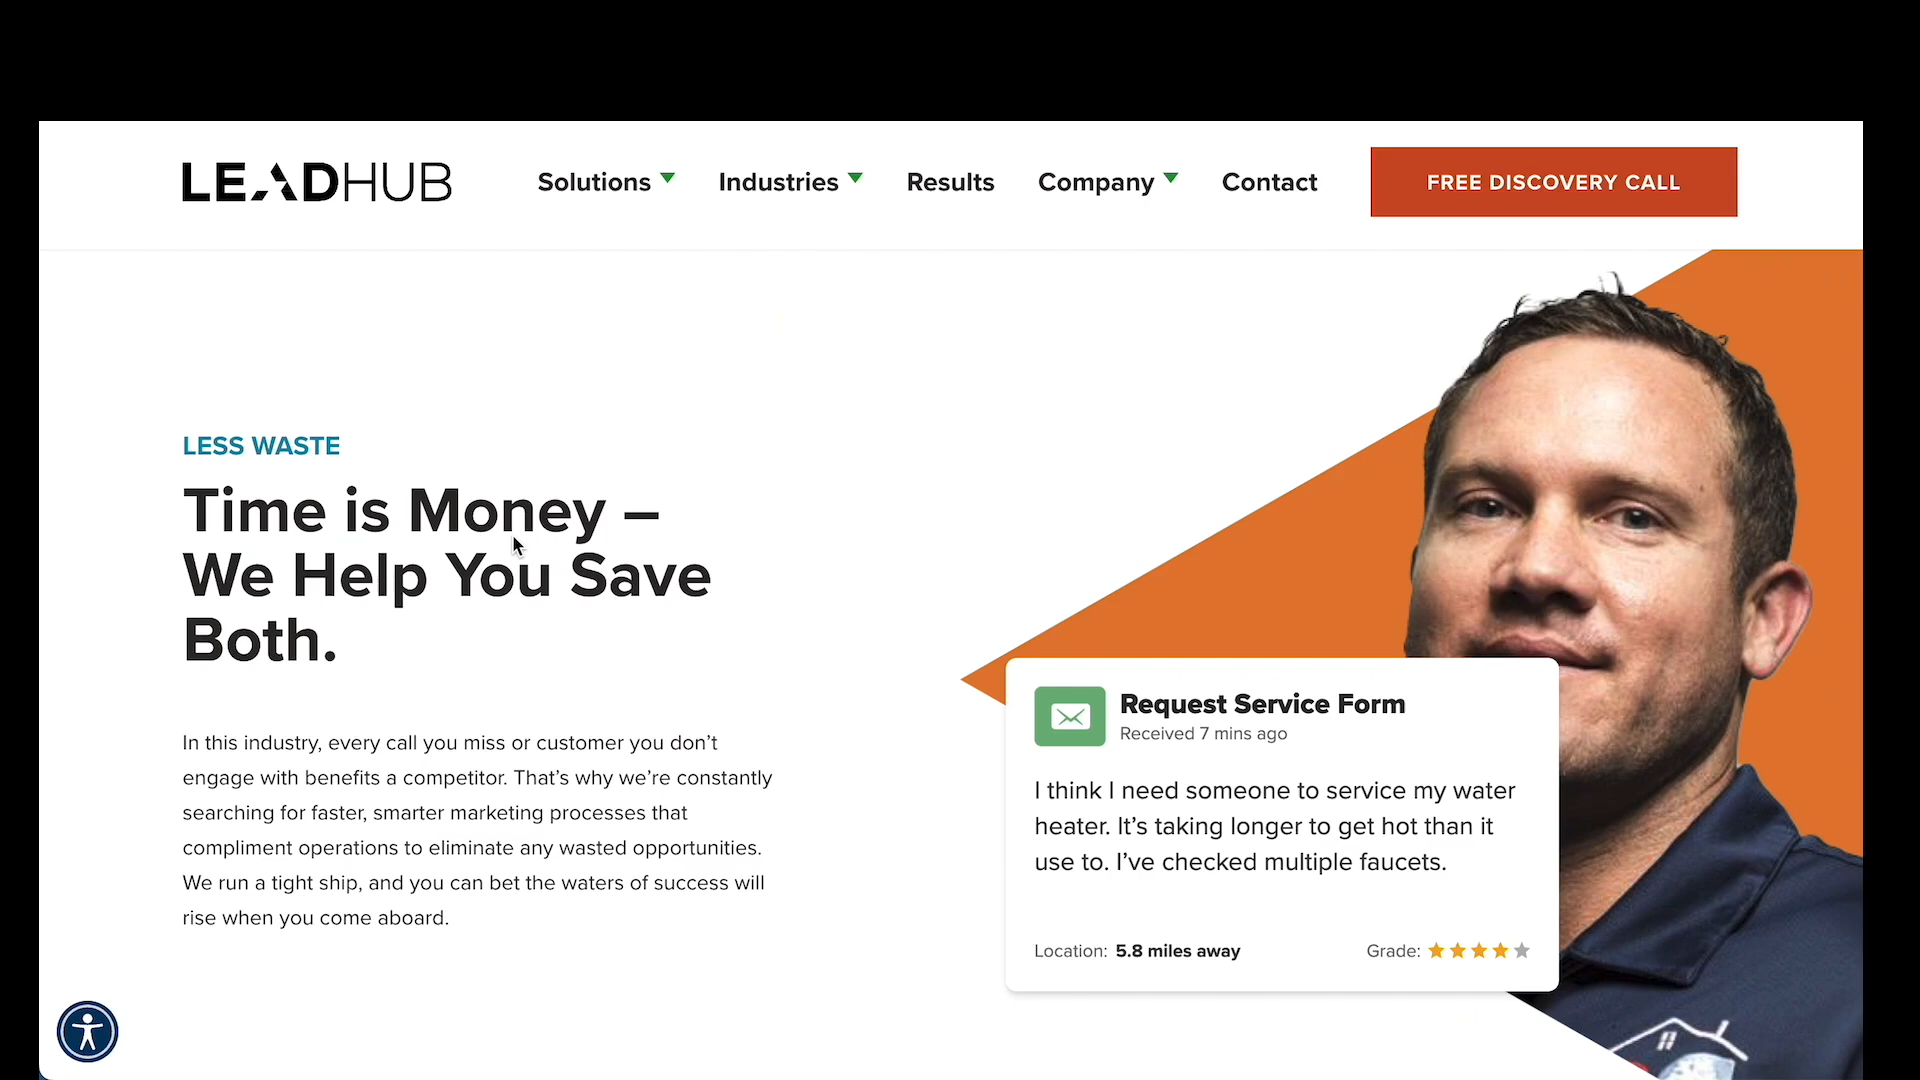 LEADHUB
Solutions
Industries
Results
Company
Contact
FREE DISCOVERY CALL
LESS WASTE
Time is Money –
We Help You Save
Both.
In this industry, every call you miss or customer you don’t
engage with benefits a competitor. That’s why we’re constantly
searching for faster, smarter marketing processes that
compliment operations to eliminate any wasted opportunities.
We run a tight ship, and you can bet the waters of success will
rise when you come aboard.
Request Service Form
Received 7 mins ago
I think I need someone to service my water
heater. It’s taking longer to get hot than it
use to. I’ve checked multiple faucets.
Location: 5.8 miles away
Grade: